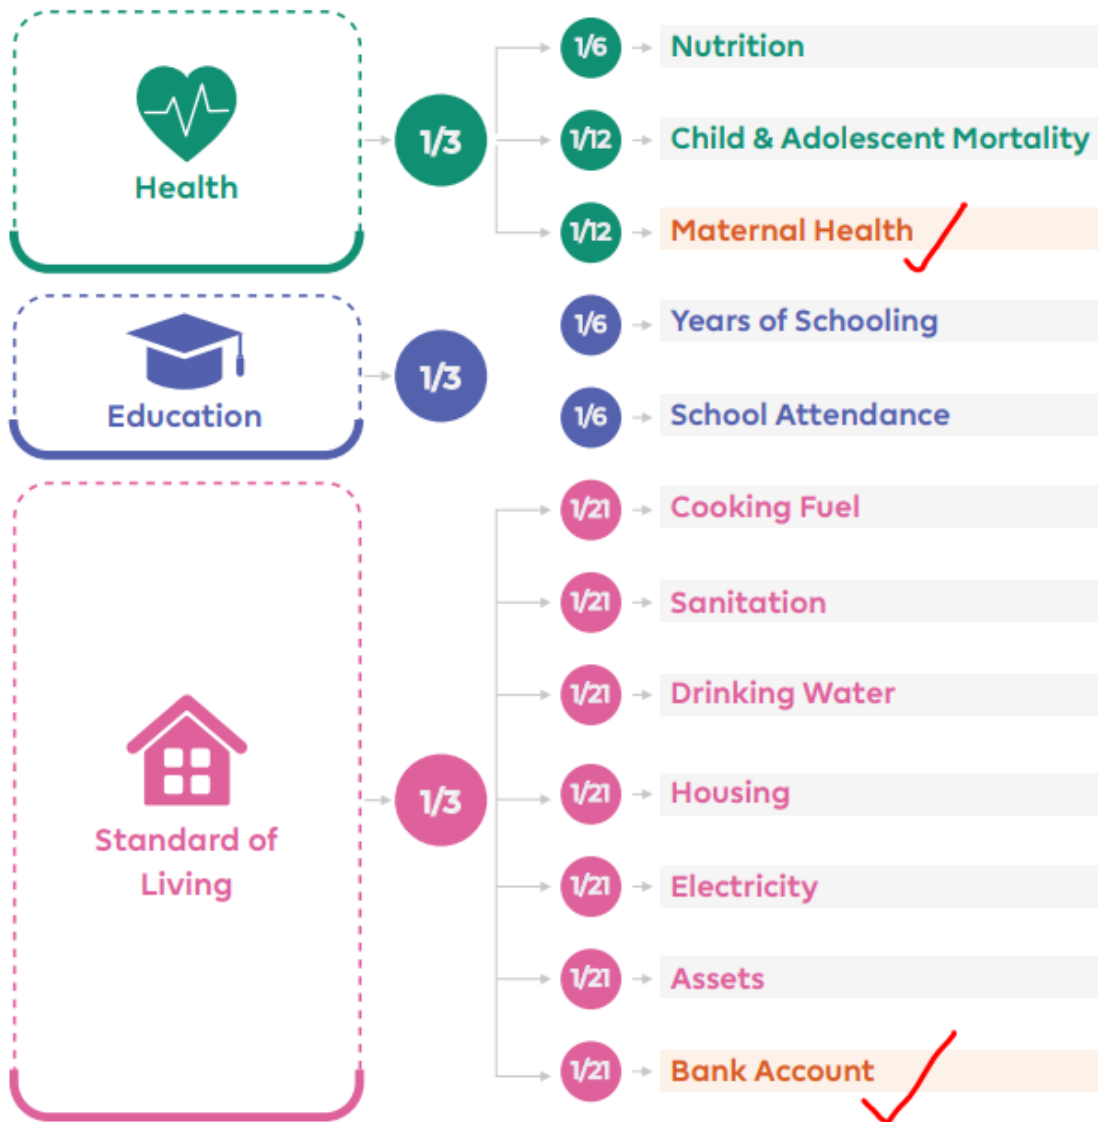 Health
1/3
1/6 Nutrition
1/12 Child & Adolescent Mortality
1/12 Maternal Health
Education
1/3
1/6 Years of Schooling
1/6 School Attendance
Standard of
Living
1/3
1/21 Cooking Fuel
1/21 Sanitation
1/21 Drinking Water
1/21 Housing
1/21 Electricity
1/21 Assets
1/21 Bank Account